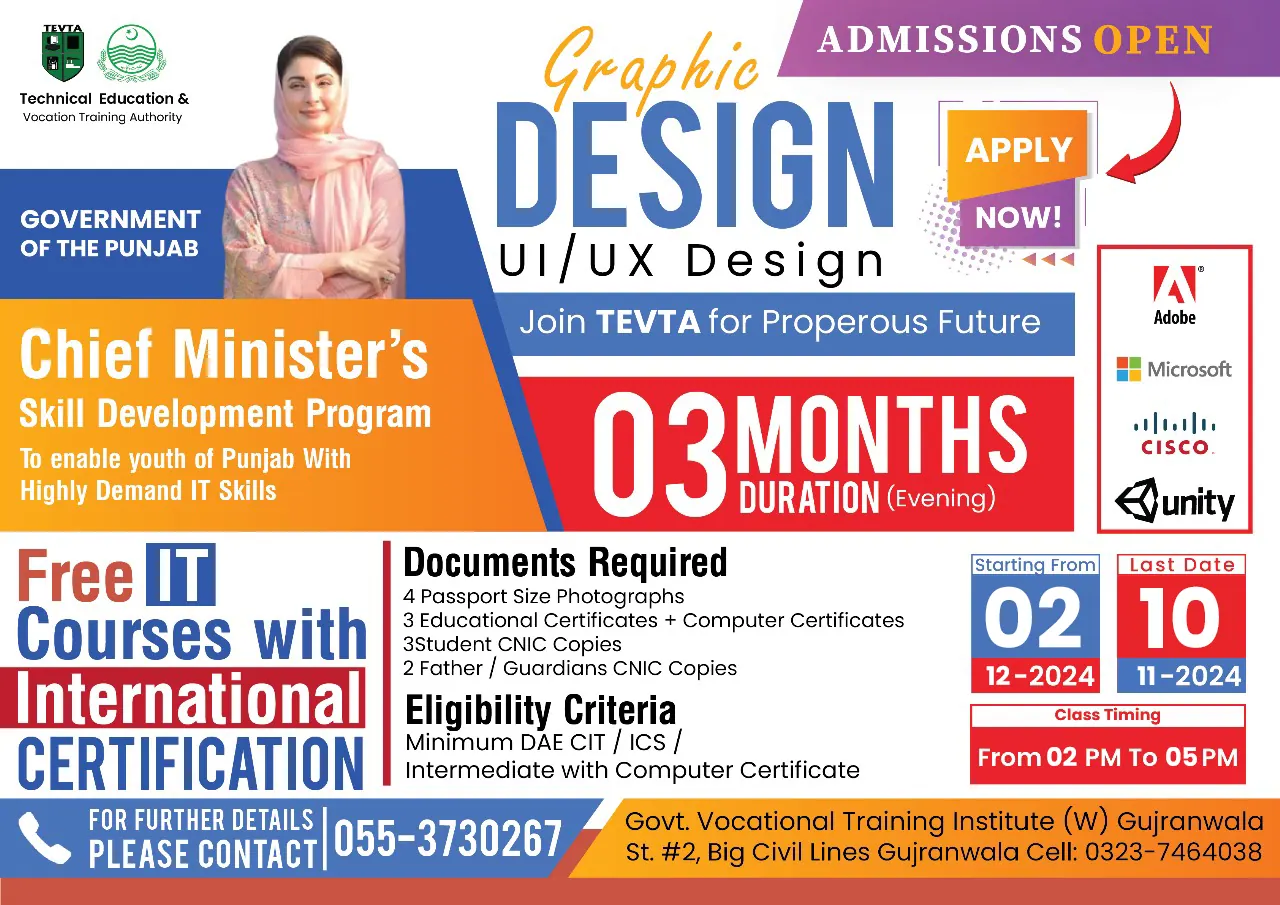 TEVTA
Technical Education &
Vocation Training Authority
GOVERNMENT
OF THE PUNJAB
Chief Minister's
Skill Development Program
To enable youth of Punjab With
Highly Demand IT Skills
ADMISSIONS OPEN
Graphic
DESIGN
UI/UX Design
APPLY
NOW!
Join TEVTA for Properous Future
03 MONTHS
DURATION (Evening)
Adobe
Microsoft
CISCO
unity
Free IT
Courses with
International
CERTIFICATION
Documents Required
4 Passport Size Photographs
3 Educational Certificates + Computer Certificates
3Student CNIC Copies
2 Father / Guardians CNIC Copies
Eligibility Criteria
Minimum DAE CIT / ICS /
Intermediate with Computer Certificate
Starting From
02
12-2024
Last Date
10
11-2024
Class Timing
From 02 PM To 05 PM
FOR FURTHER DETAILS
PLEASE CONTACT
055-3730267
Govt. Vocational Training Institute (W) Gujranwala
St. #2, Big Civil Lines Gujranwala Cell: 0323-7464038